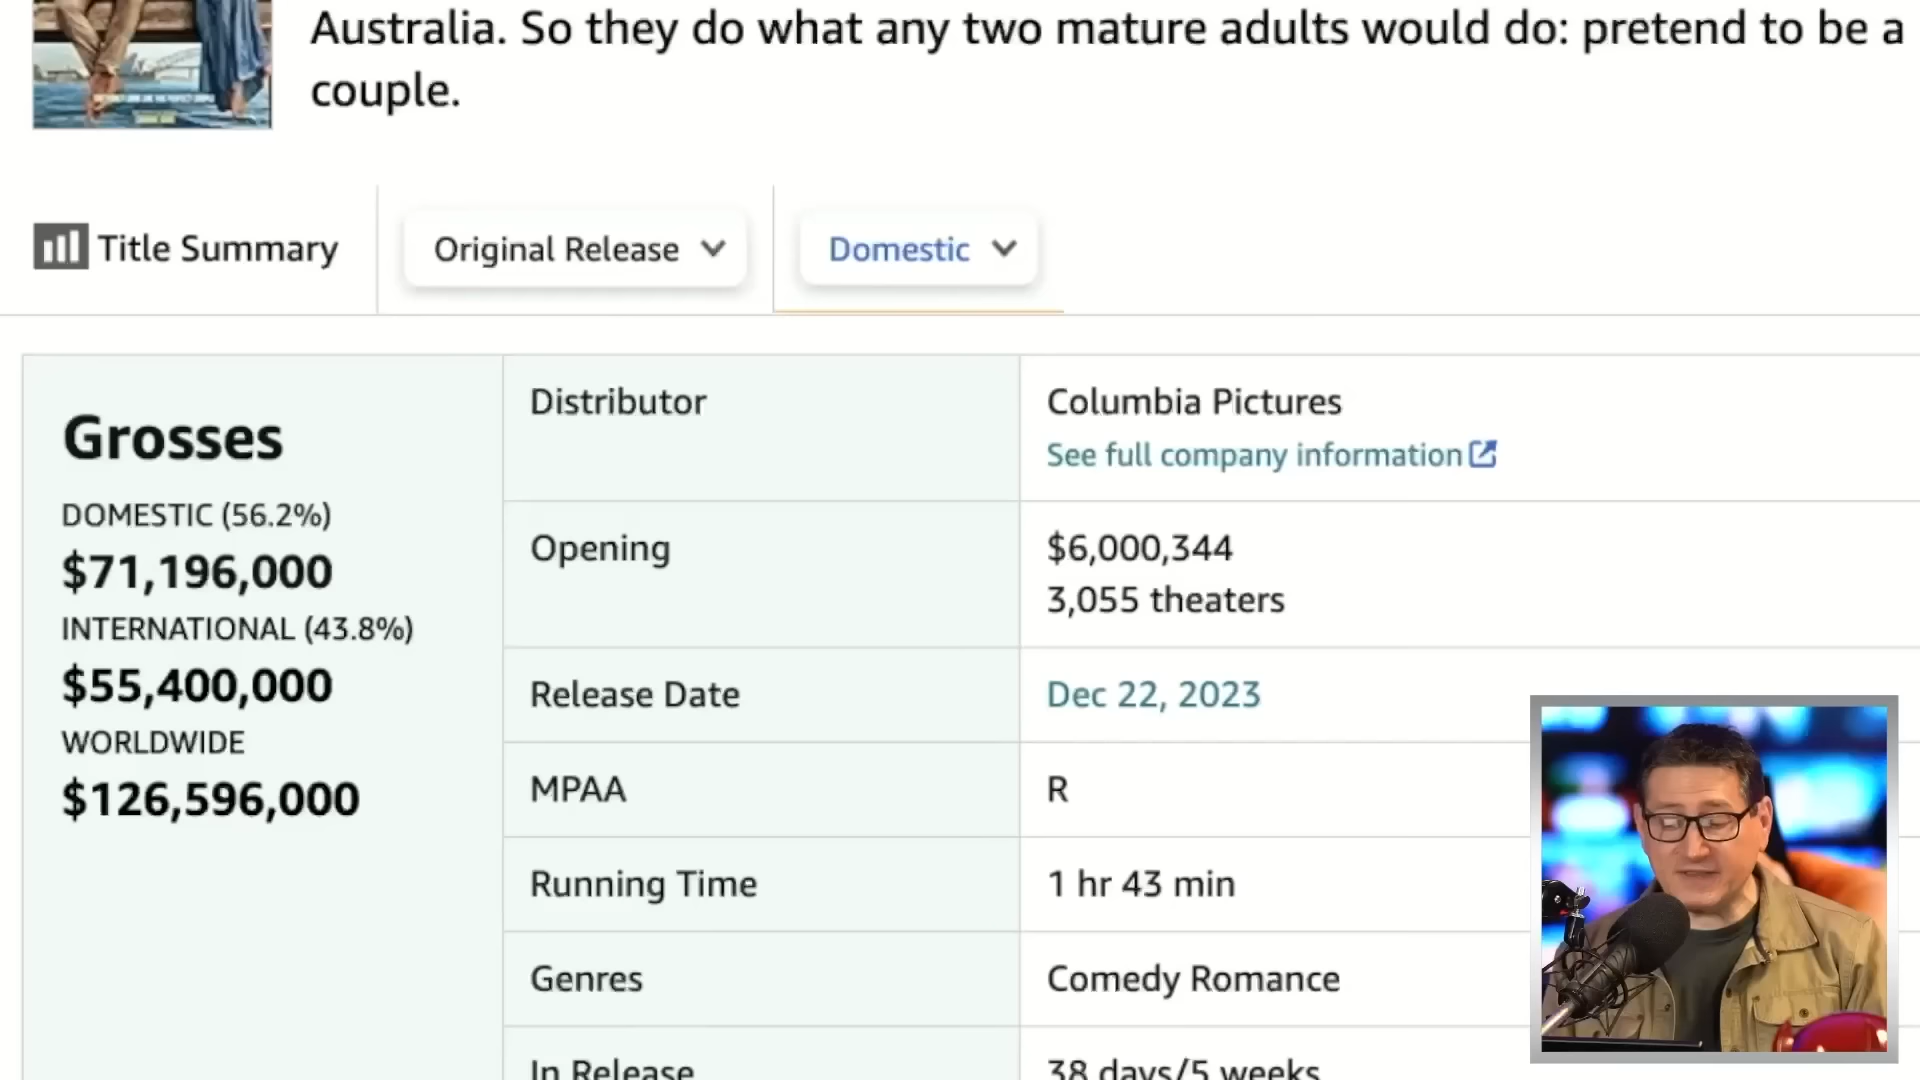 Australia. So they do what any two mature adults would do: pretend to be a
couple.
Title Summary
Original Release
Domestic
Grosses
DOMESTIC (56.2%)
$71,196,000
INTERNATIONAL (43.8%)
$55,400,000
WORLDWIDE
$126,596,000
Distributor
Columbia Pictures
See full company information
Opening
$6,000,344
3,055 theaters
Release Date
Dec 22, 2023
MPAA
R
Running Time
1 hr 43 min
Genres
Comedy Romance
In Release
38 days/5 weeks